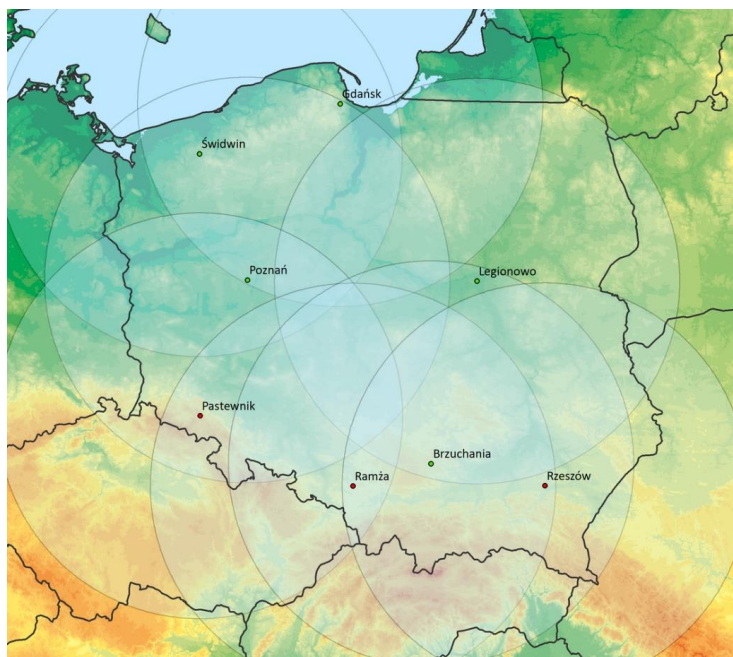 Gdańsk
Świdwin
Poznań
Legionowo
Pastewnik
Brzuchania
Ramża
Rzeszów